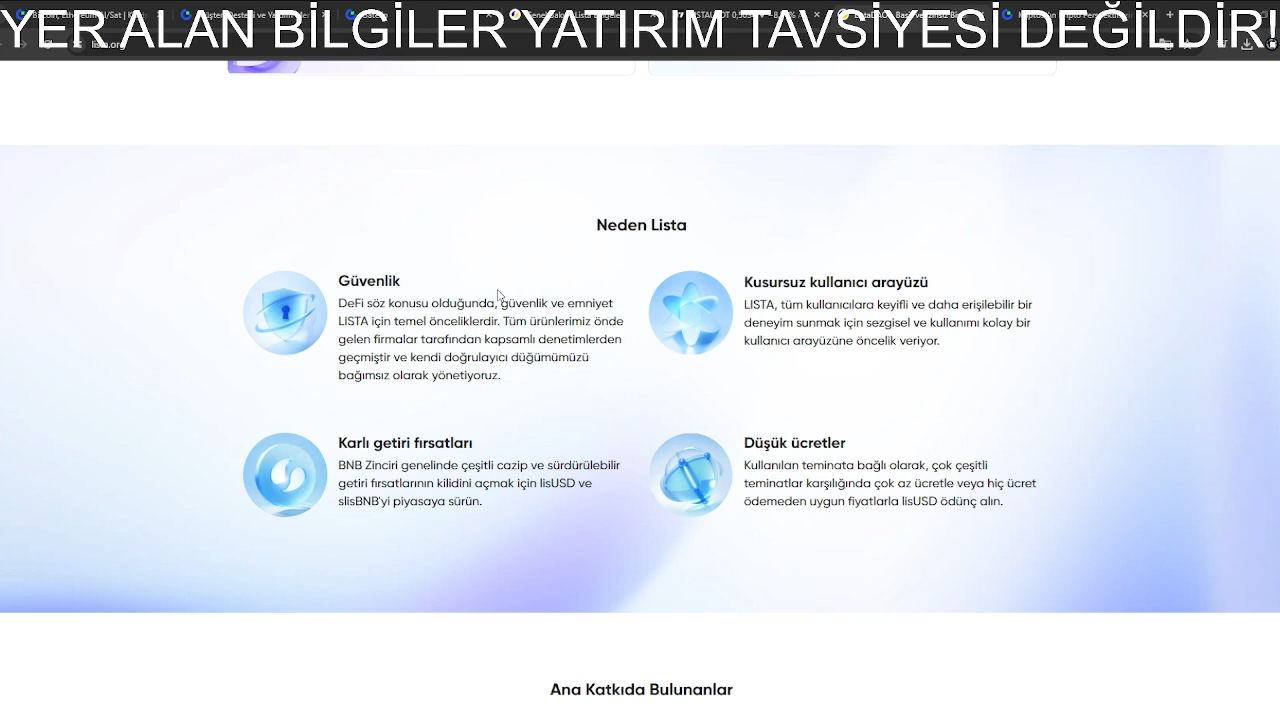 YER ALAN BİLGİLER YATIRIM TAVSİYESİ DEĞİLDİR!
Neden Lista
Güvenlik
DeFi söz konusu olduğunda, güvenlik ve emniyet
LISTA için temel önceliklerdir. Tüm ürünlerimiz önde
gelen firmalar tarafından kapsamlı denetimlerden
geçmiştir ve kendi doğrulayıcı düğümümüzü
bağımsız olarak yönetiyoruz.
Kusursuz kullanıcı arayüzü
LISTA, tüm kullanıcılara keyifli ve daha erişilebilir bir
deneyim sunmak için sezgisel ve kullanımı kolay bir
kullanıcı arayüzüne öncelik veriyor.
Karlı getiri fırsatları
BNB Zinciri genelinde çeşitli cazip ve sürdürülebilir
getiri fırsatlarının kilidini açmak için lisUSD ve
slisBNB'yi piyasaya sürün.
Düşük ücretler
Kullanılan teminata bağlı olarak, çok çeşitli
teminatlar karşılığında çok az ücretle veya hiç ücret
ödemeden uygun fiyatlarla lisUSD ödünç alın.
Ana Katkıda Bulunanlar